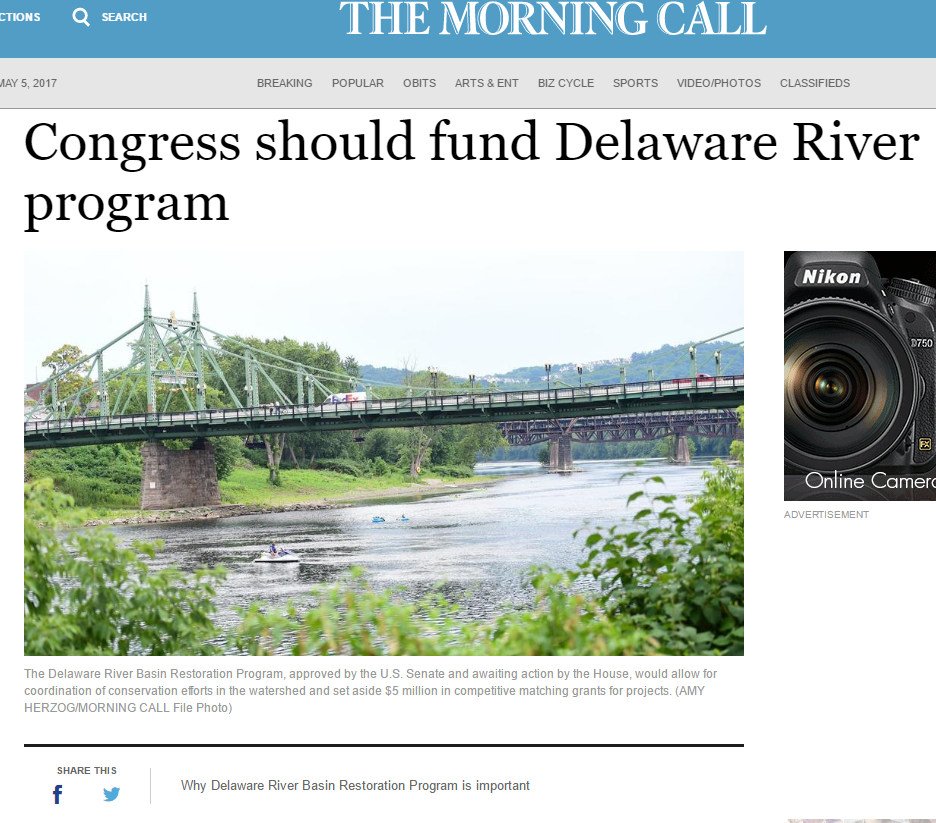 CTIONS
SEARCH
THE MORNING CALL
MAY 5, 2017
BREAKING POPULAR OBITS ARTS & ENT BIZ CYCLE SPORTS VIDEO/PHOTOS CLASSIFIEDS
Congress should fund Delaware River
program
FedEx
Nikon
D750
FX
Online Camer
ADVERTISEMENT
The Delaware River Basin Restoration Program, approved by the U.S. Senate and awaiting action by the House, would allow for
coordination of conservation efforts in the watershed and set aside $5 million in competitive matching grants for projects. (AMY
HERZOG/MORNING CALL File Photo)
SHARE THIS
Why Delaware River Basin Restoration Program is important